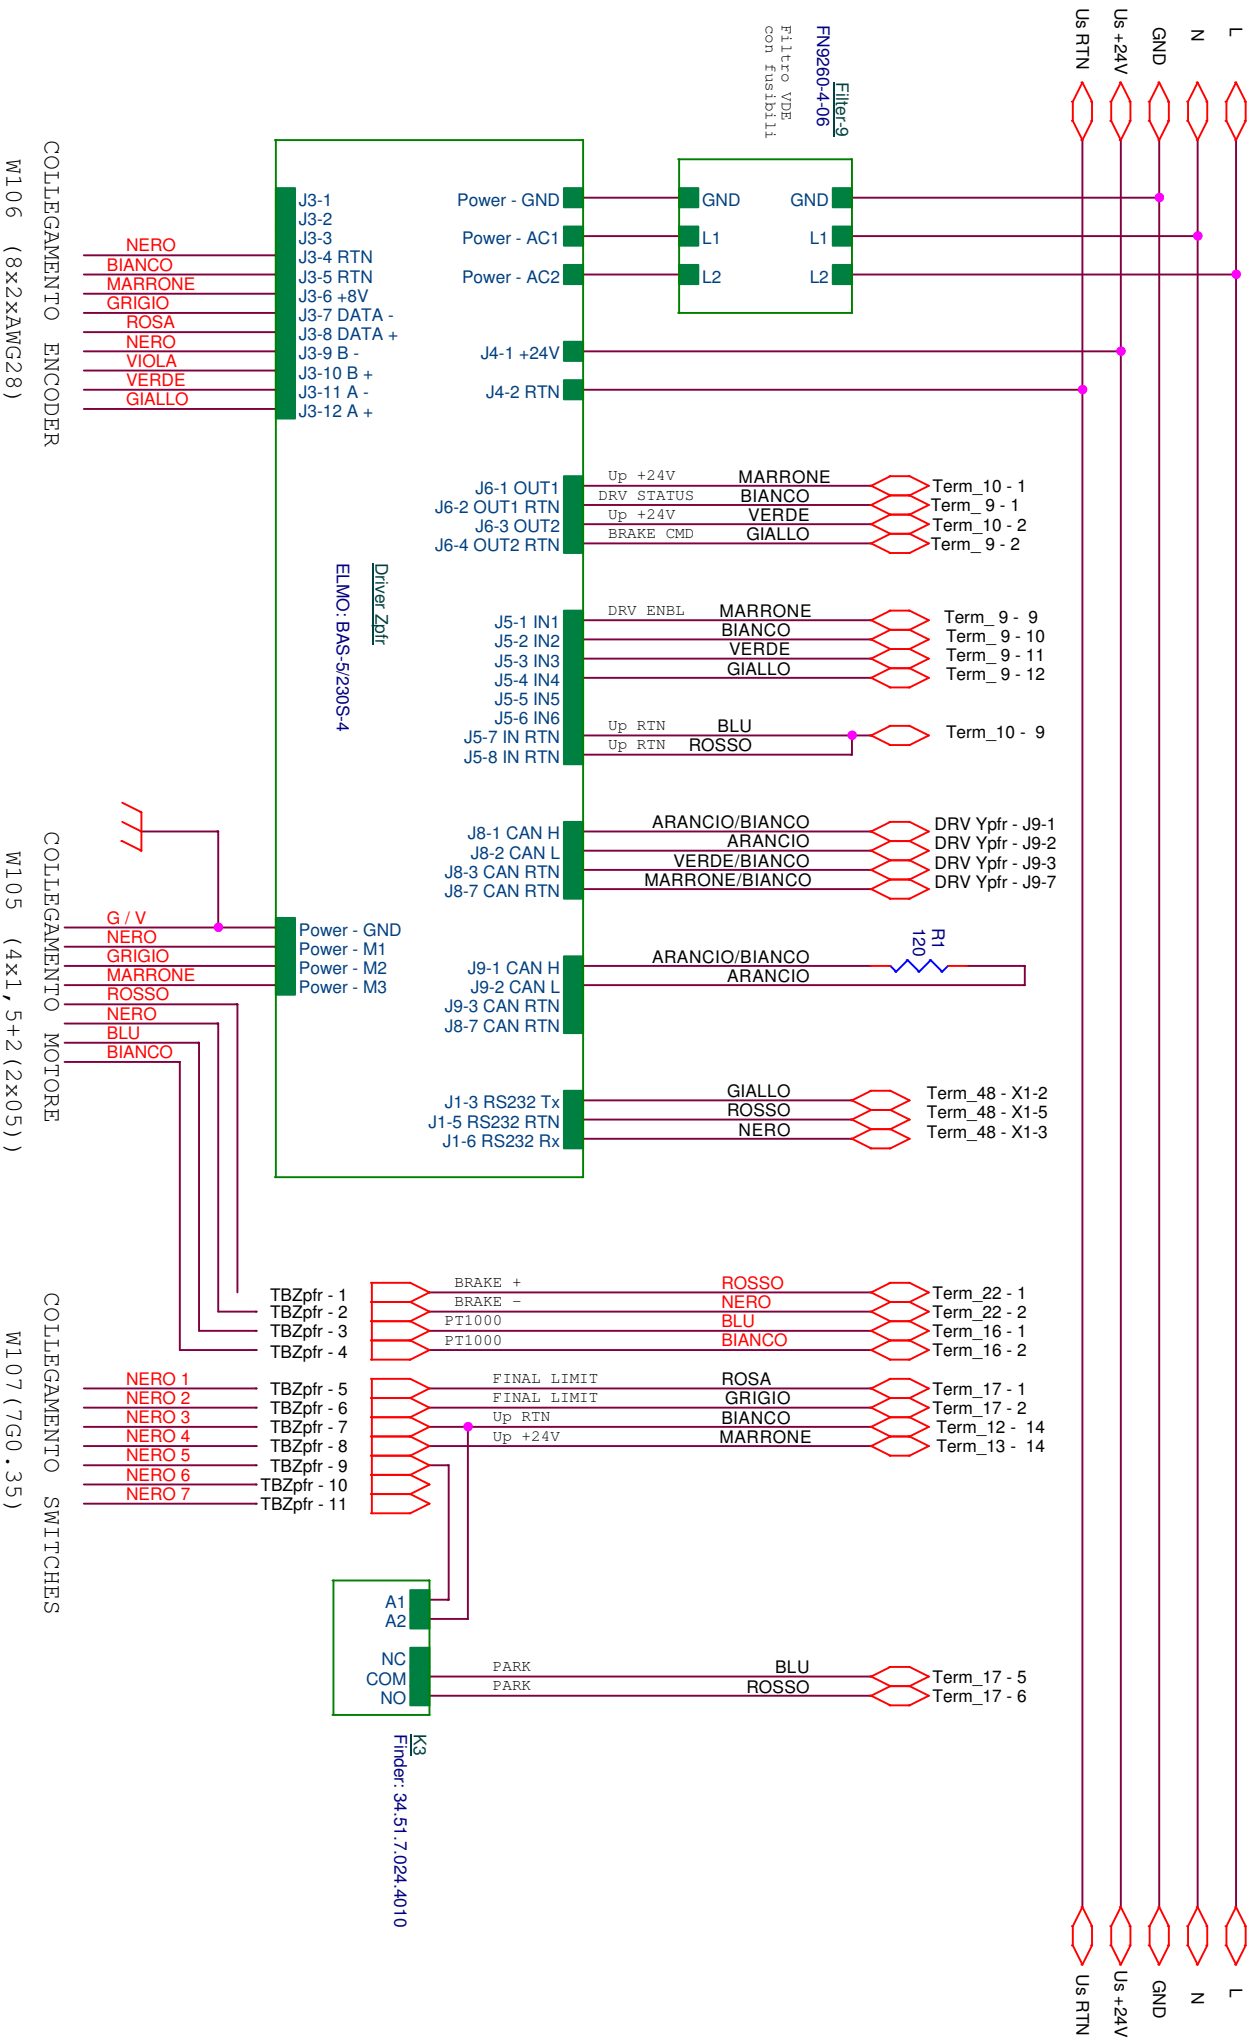 L
N
GND
Us +24V
Us RTN
Filter-9
FN9260-4-06
Filtro VDE
con fusibili
GND
L1
L2
GND
L1
L2
Power - GND
Power - AC1
Power - AC2
J4-1 +24V
J4-2 RTN
J3-1
J3-2
J3-3
J3-4 RTN
J3-5 RTN
J3-6 +8V
J3-7 DATA -
J3-8 DATA +
J3-9 B -
J3-10 B +
J3-11 A -
J3-12 A +
NERO
BIANCO
MARRONE
GRIGIO
ROSA
NERO
VIOLA
VERDE
GIALLO
COLLEGAMENTO ENCODER
W106 (8x2xAWG28)
J6-1 OUT1 Up +24V MARRONE Term_10 - 1
J6-2 OUT1 RTN DRV STATUS BIANCO Term_ 9 - 1
J6-3 OUT2 Up +24V VERDE Term_10 - 2
J6-4 OUT2 RTN BRAKE CMD GIALLO Term_ 9 - 2
Driver Zpfr
ELMO: BAS-5/230S-4
J5-1 IN1 DRV ENBL MARRONE Term_ 9 - 9
J5-2 IN2 BIANCO Term_ 9 - 10
J5-3 IN3 VERDE Term_ 9 - 11
J5-4 IN4 GIALLO Term_ 9 - 12
J5-5 IN5
J5-6 IN6
J5-7 IN RTN Up RTN BLU Term_10 - 9
J5-8 IN RTN Up RTN ROSSO
J8-1 CAN H ARANCIO/BIANCO DRV Ypfr - J9-1
J8-2 CAN L ARANCIO DRV Ypfr - J9-2
J8-3 CAN RTN VERDE/BIANCO DRV Ypfr - J9-3
J8-7 CAN RTN MARRONE/BIANCO DRV Ypfr - J9-7
Power - GND
Power - M1
Power - M2
Power - M3
G / V
NERO
GRIGIO
MARRONE
ROSSO
NERO
BLU
BIANCO
COLLEGAMENTO MOTORE
W105 (4x1,5+2(2x05))
R1
120
J9-1 CAN H ARANCIO/BIANCO
J9-2 CAN L ARANCIO
J9-3 CAN RTN
J8-7 CAN RTN
J1-3 RS232 Tx GIALLO Term_48 - X1-2
J1-5 RS232 RTN ROSSO Term_48 - X1-5
J1-6 RS232 Rx NERO Term_48 - X1-3
TBZpfr - 1 BRAKE + ROSSO Term_22 - 1
TBZpfr - 2 BRAKE - NERO Term_22 - 2
TBZpfr - 3 PT1000 BLU Term_16 - 1
TBZpfr - 4 PT1000 BIANCO Term_16 - 2
NERO 1 TBZpfr - 5 FINAL LIMIT ROSA Term_17 - 1
NERO 2 TBZpfr - 6 FINAL LIMIT GRIGIO Term_17 - 2
NERO 3 TBZpfr - 7 Up RTN BIANCO Term_12 - 14
NERO 4 TBZpfr - 8 Up +24V MARRONE Term_13 - 14
NERO 5 TBZpfr - 9
NERO 6 TBZpfr - 10
NERO 7 TBZpfr - 11
COLLEGAMENTO SWITCHES
W107(7G0.35)
A1
A2
NC
COM PARK BLU Term_17 - 5
NO PARK ROSSO Term_17 - 6
K3
Finder: 34.51.7.024.4010
L
N
GND
Us +24V
Us RTN